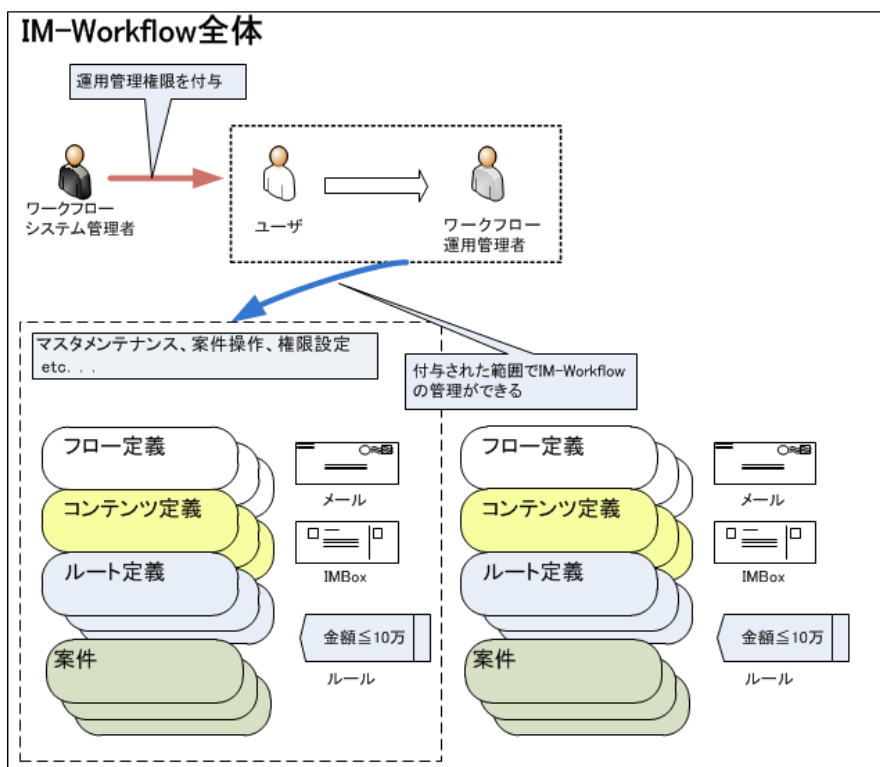 IM-Workflow全体
運用管理権限を付与
ワークフロー
システム管理者
ユーザ
ワークフロー
運用管理者
マスタメンテナンス、案件操作、権限設定
etc. . .
付与された範囲でIM-Workflow
の管理ができる
フロー定義
メール
コンテンツ定義
IMBox
ルート定義
金額≦10万
ルール
案件
フロー定義
メール
コンテンツ定義
IMBox
ルート定義
金額≦10万
ルール
案件